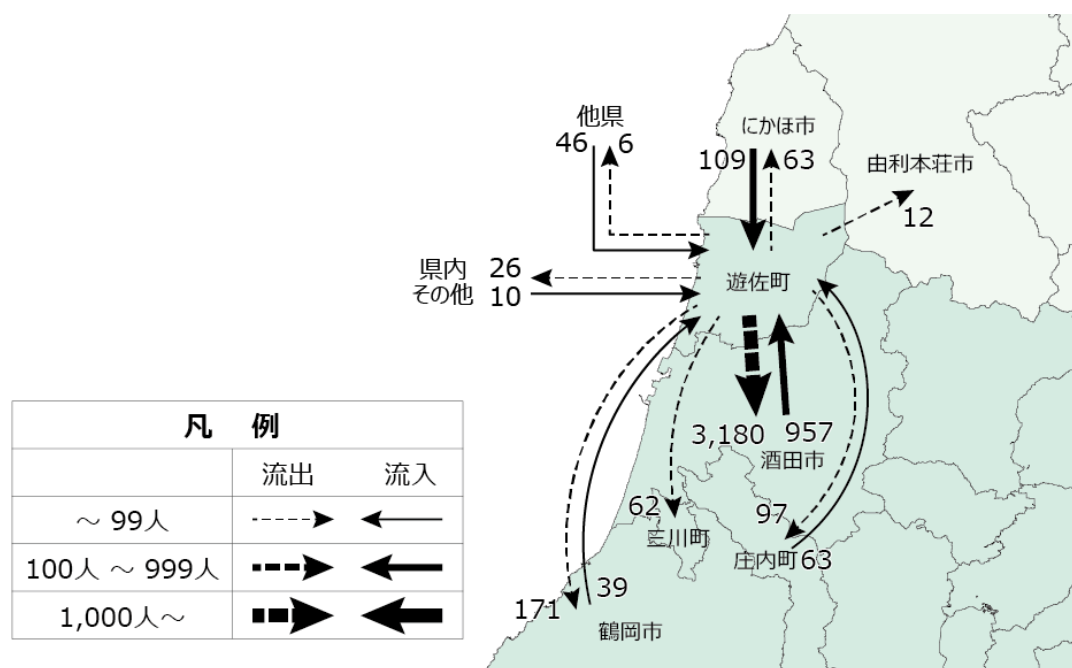 他県
46 6
にかほ市
109 63
由利本荘市
12
県内 26
その他 10
遊佐町
3,180 957
酒田市
62
三川町
97
庄内町 63
171 39
鶴岡市
凡 例
流出 流入
～ 99人
100人 ～ 999人
1,000人～